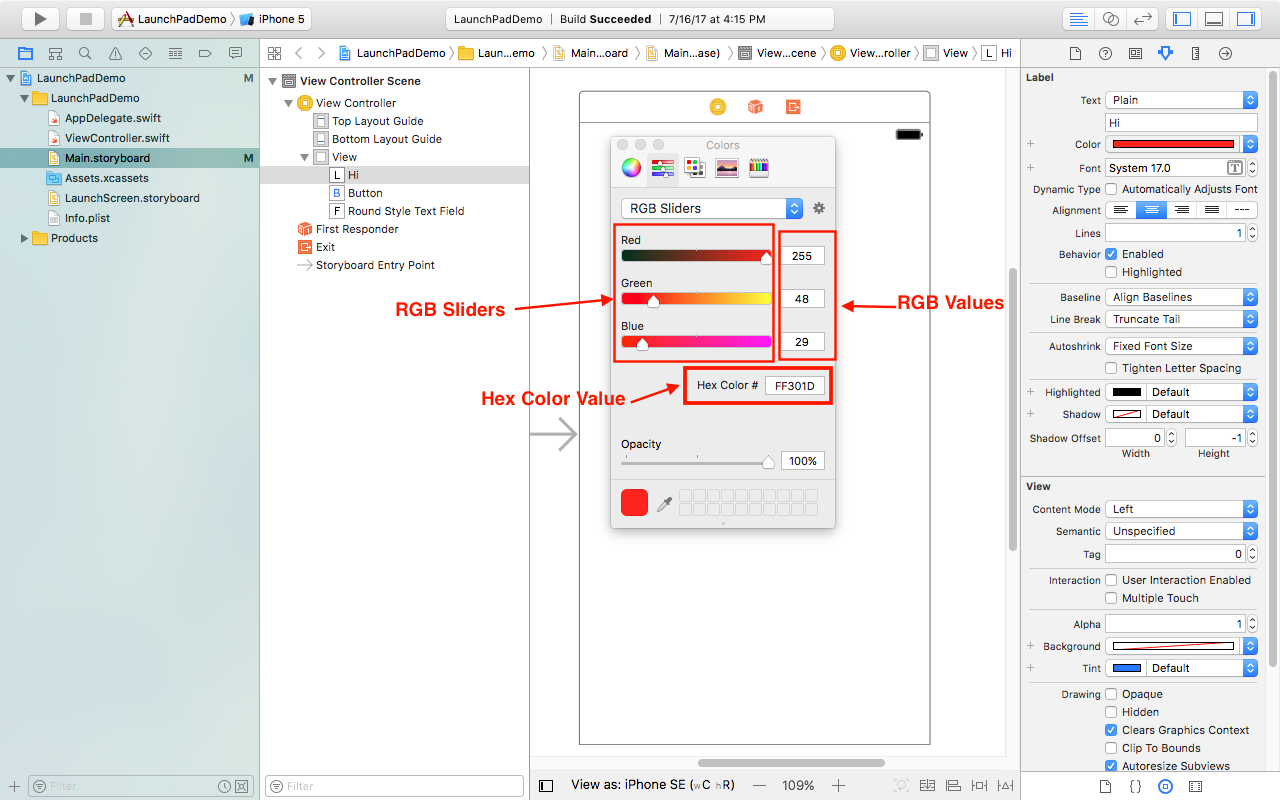 LaunchPadDemo iPhone 5
LaunchPadDemo | Build Succeeded | 7/16/17 at 4:15 PM
LaunchPadDemo M
LaunchPadDemo
AppDelegate.swift
ViewController.swift
Main.storyboard M
Assets.xcassets
LaunchScreen.storyboard
Info.plist
Products
Filter
LaunchPadDemo Laun...emo Main...oard Main...ase) View...cene View...roller View L Hi
View Controller Scene
View Controller
Top Layout Guide
Bottom Layout Guide
View
L Hi
B Button
F Round Style Text Field
First Responder
Exit
Storyboard Entry Point
Filter
Colors
RGB Sliders
Red
255
Green
48
Blue
29
Hex Color # FF301D
Opacity
100%
RGB Sliders
RGB Values
Hex Color Value
View as: iPhone SE (wC hR) 109%
Label
Text Plain
Hi
Color
Font System 17.0 T
Dynamic Type Automatically Adjusts Font
Alignment
Lines 1
Behavior Enabled
Highlighted
Baseline Align Baselines
Line Break Truncate Tail
Autoshrink Fixed Font Size
Tighten Letter Spacing
Highlighted Default
Shadow Default
Shadow Offset 0 -1
Width Height
View
Content Mode Left
Semantic Unspecified
Tag 0
Interaction User Interaction Enabled
Multiple Touch
Alpha 1
Background
Tint Default
Drawing Opaque
Hidden
Clears Graphics Context
Clip To Bounds
Autoresize Subviews